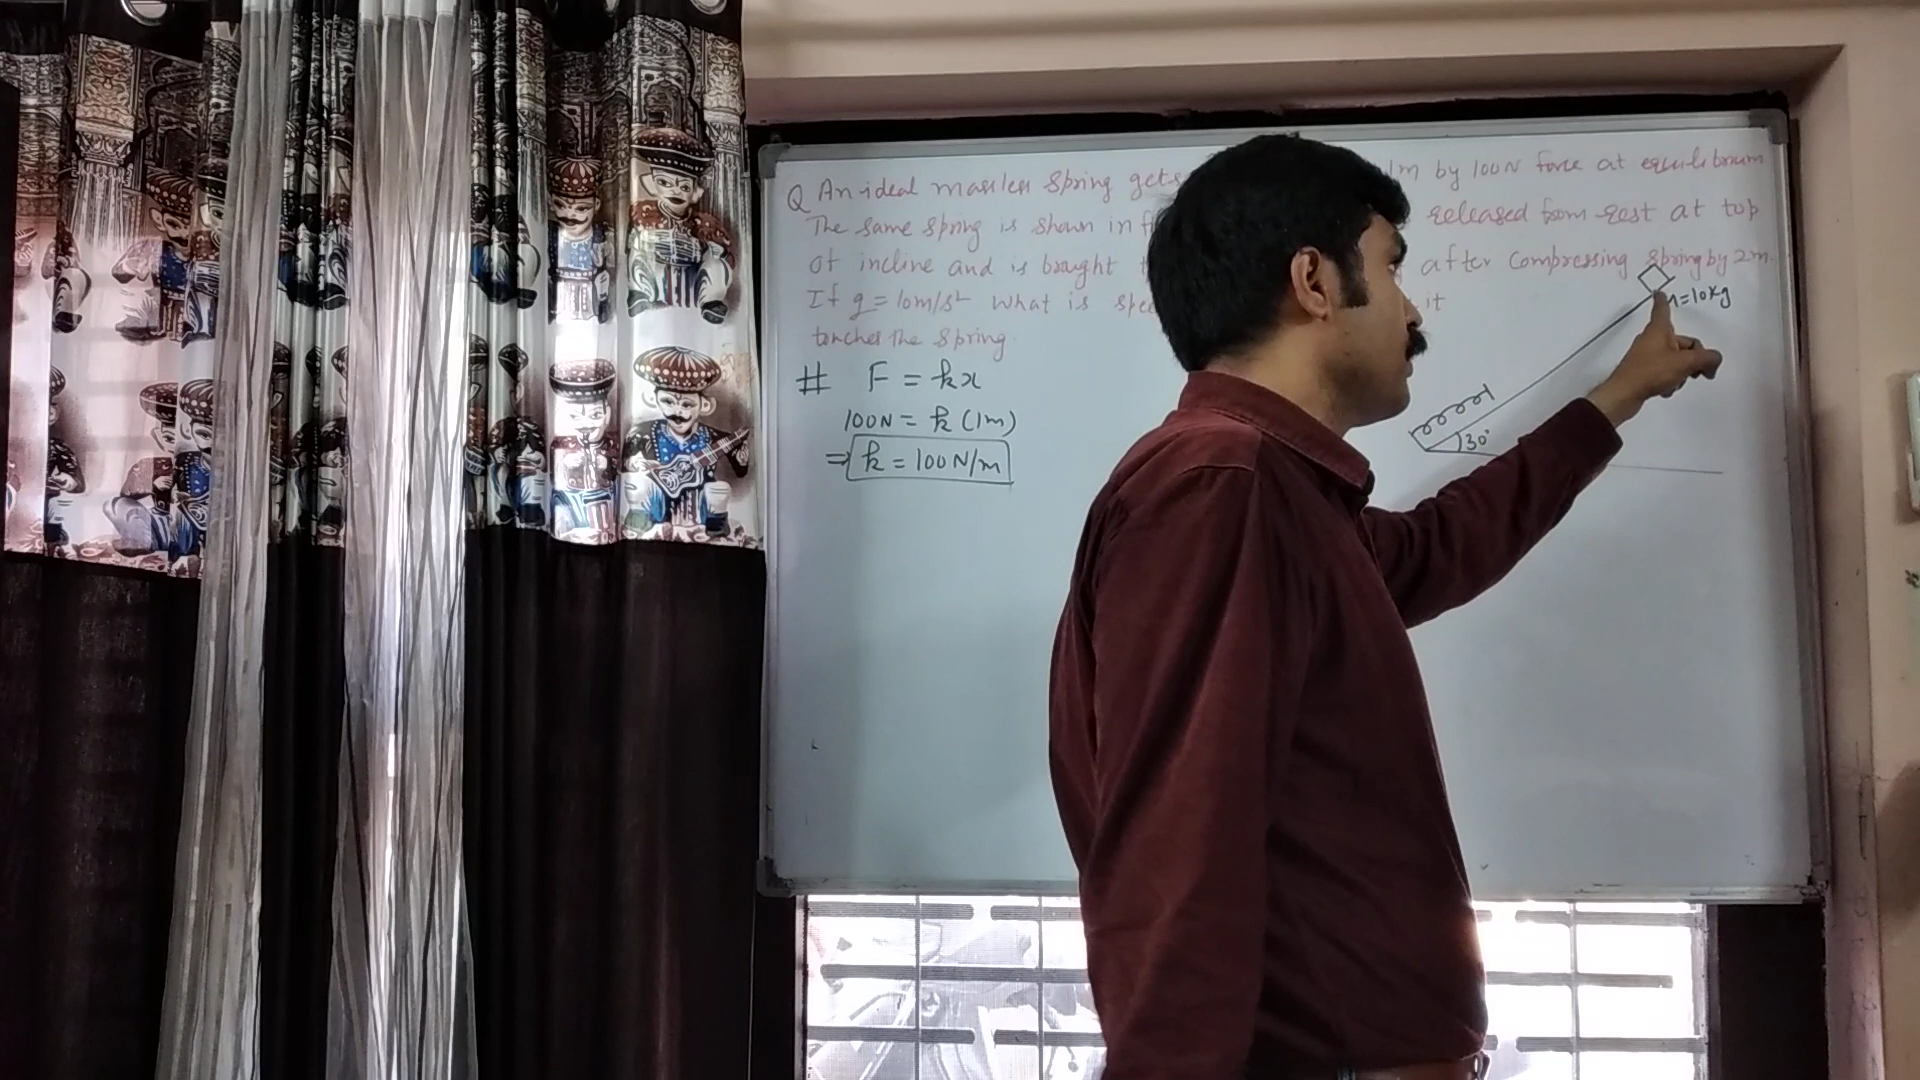 Q An ideal massless spring gets 1m by 100N force at equilibrium
The same spring is shown in released from rest at top
of incline and is brought after compressing spring by 2m.
If g = 10m/s² what is it
touches the spring.
m=10kg
# F = kx
100N = k (1m)
⇒ k = 100N/m
30°